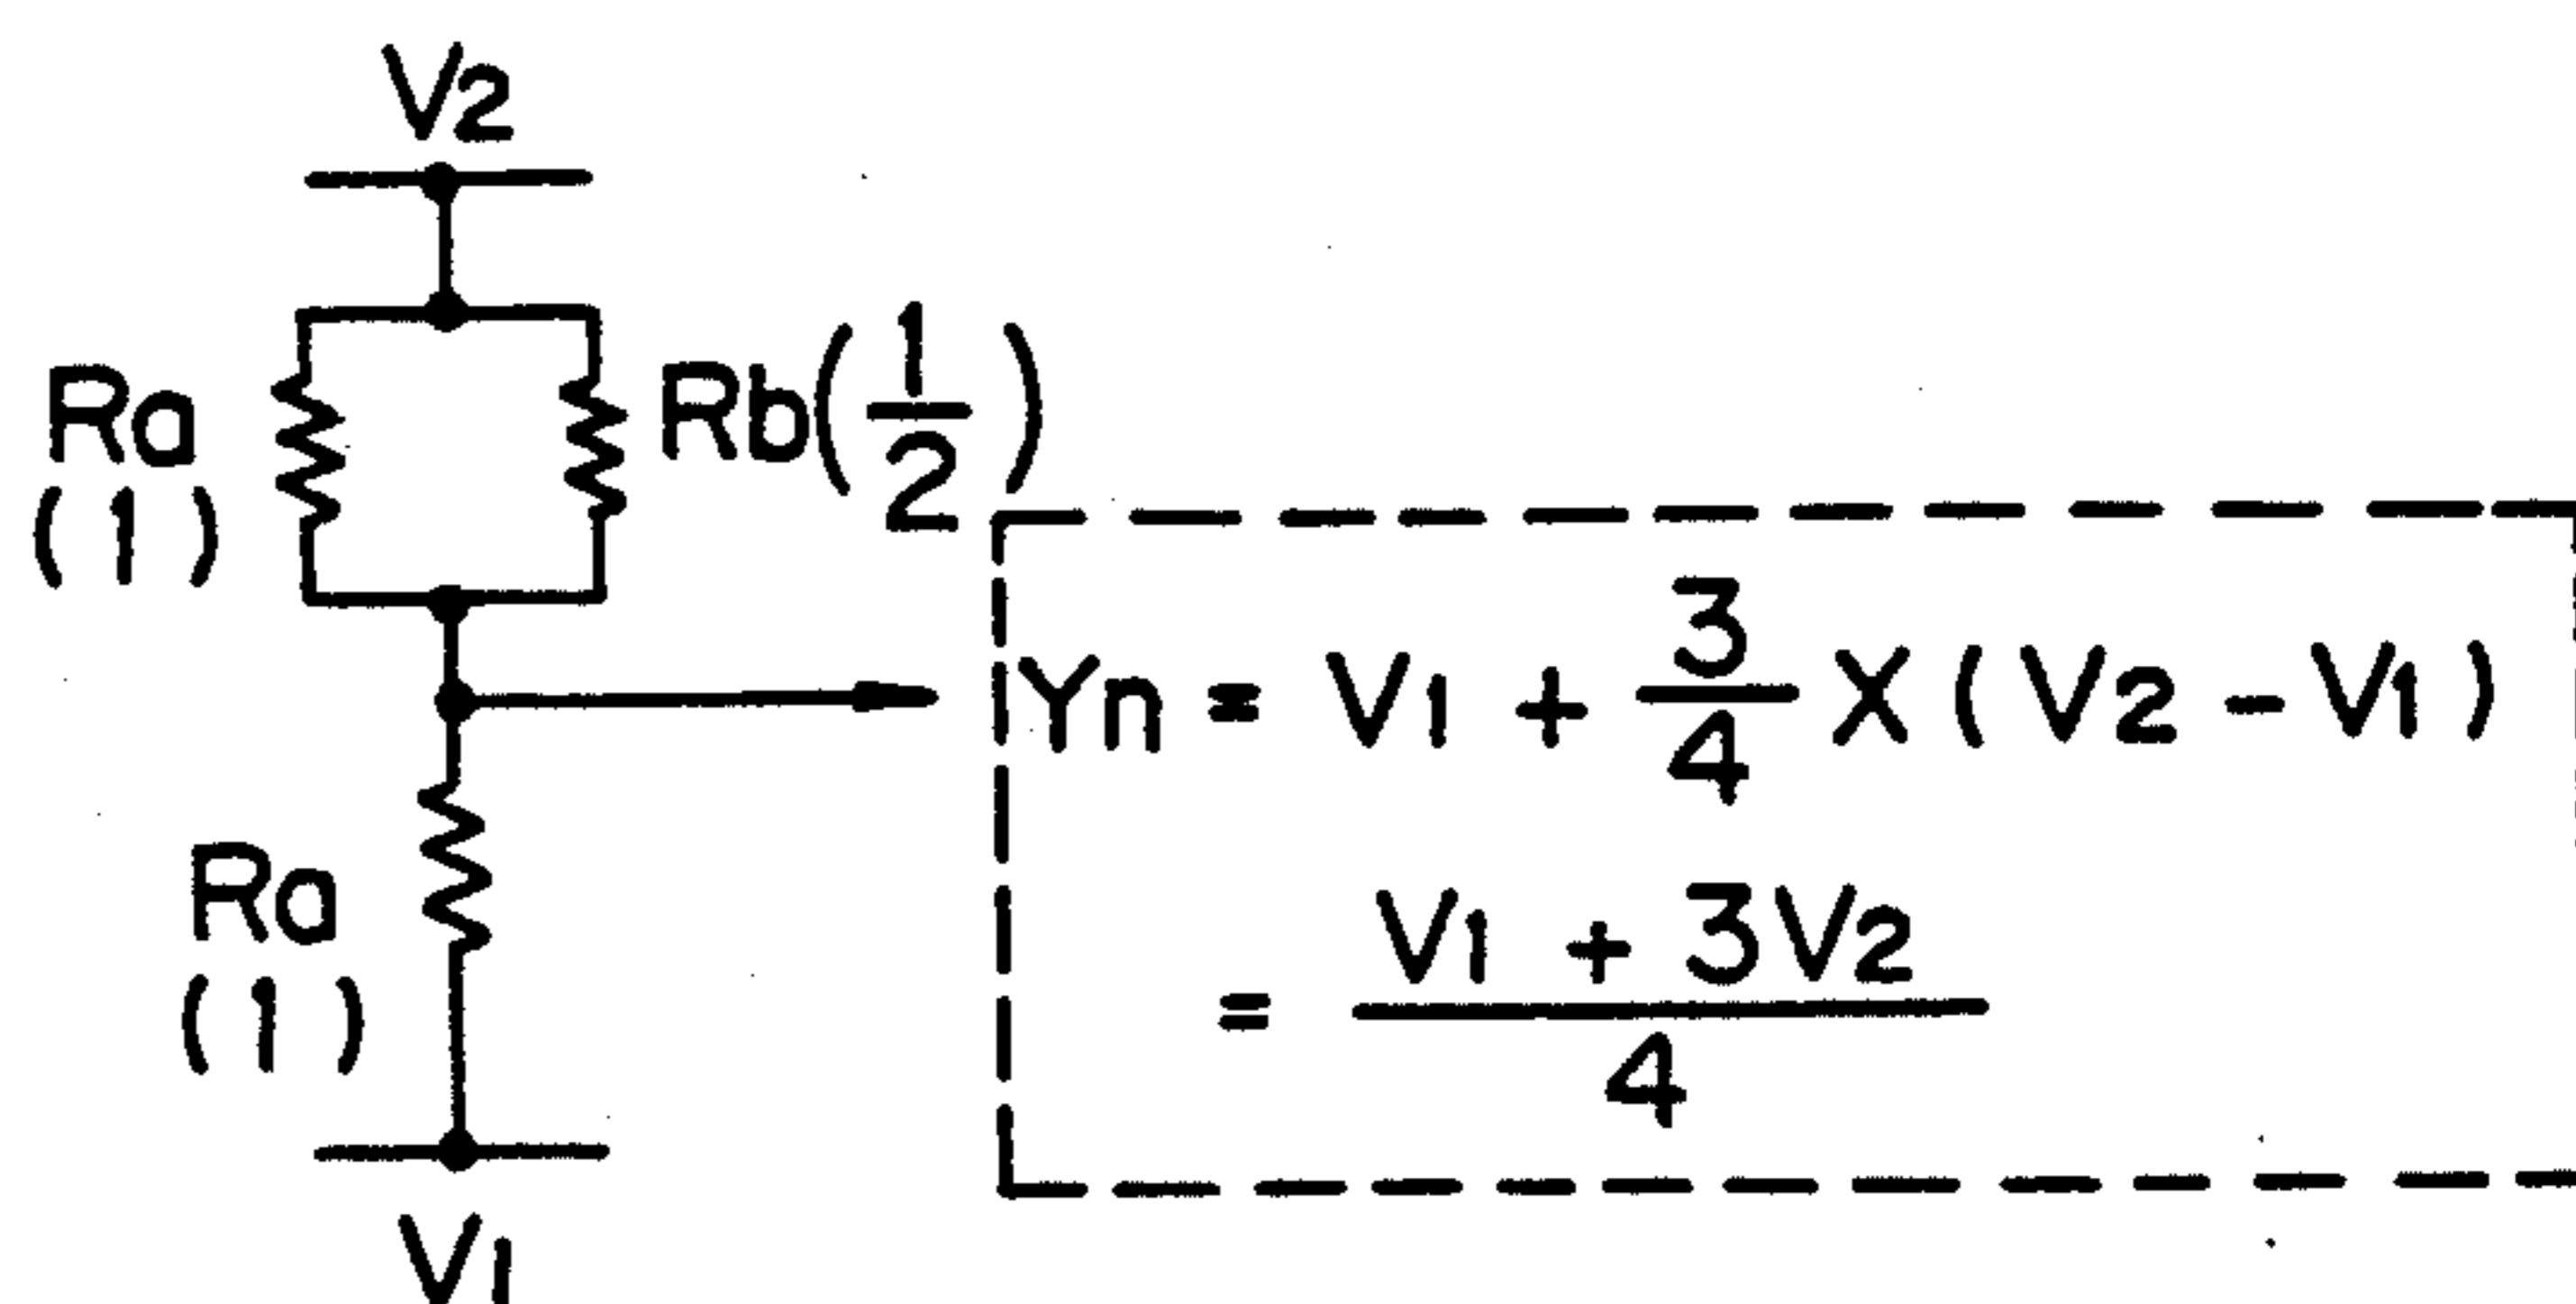 V2
Ra
(1)
Rb(1/2)
Yn = V1 + 3/4 X (V2 - V1)
= V1 + 3V2 / 4
Ra
(1)
V1